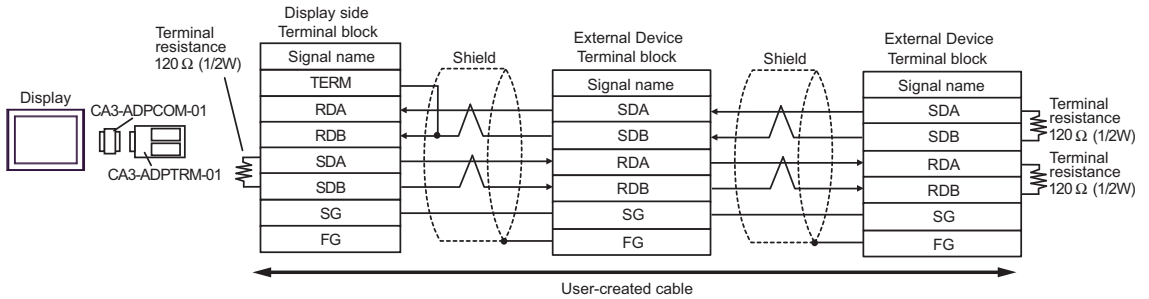 Display
CA3-ADPCOM-01
CA3-ADPTRM-01
Terminal
resistance
120 Ω (1/2W)
Display side
Terminal block
Signal name
TERM
RDA
RDB
SDA
SDB
SG
FG
Shield
External Device
Terminal block
Signal name
SDA
SDB
RDA
RDB
SG
FG
Shield
External Device
Terminal block
Signal name
SDA
SDB
RDA
RDB
SG
FG
Terminal
resistance
120 Ω (1/2W)
Terminal
resistance
120 Ω (1/2W)
User-created cable